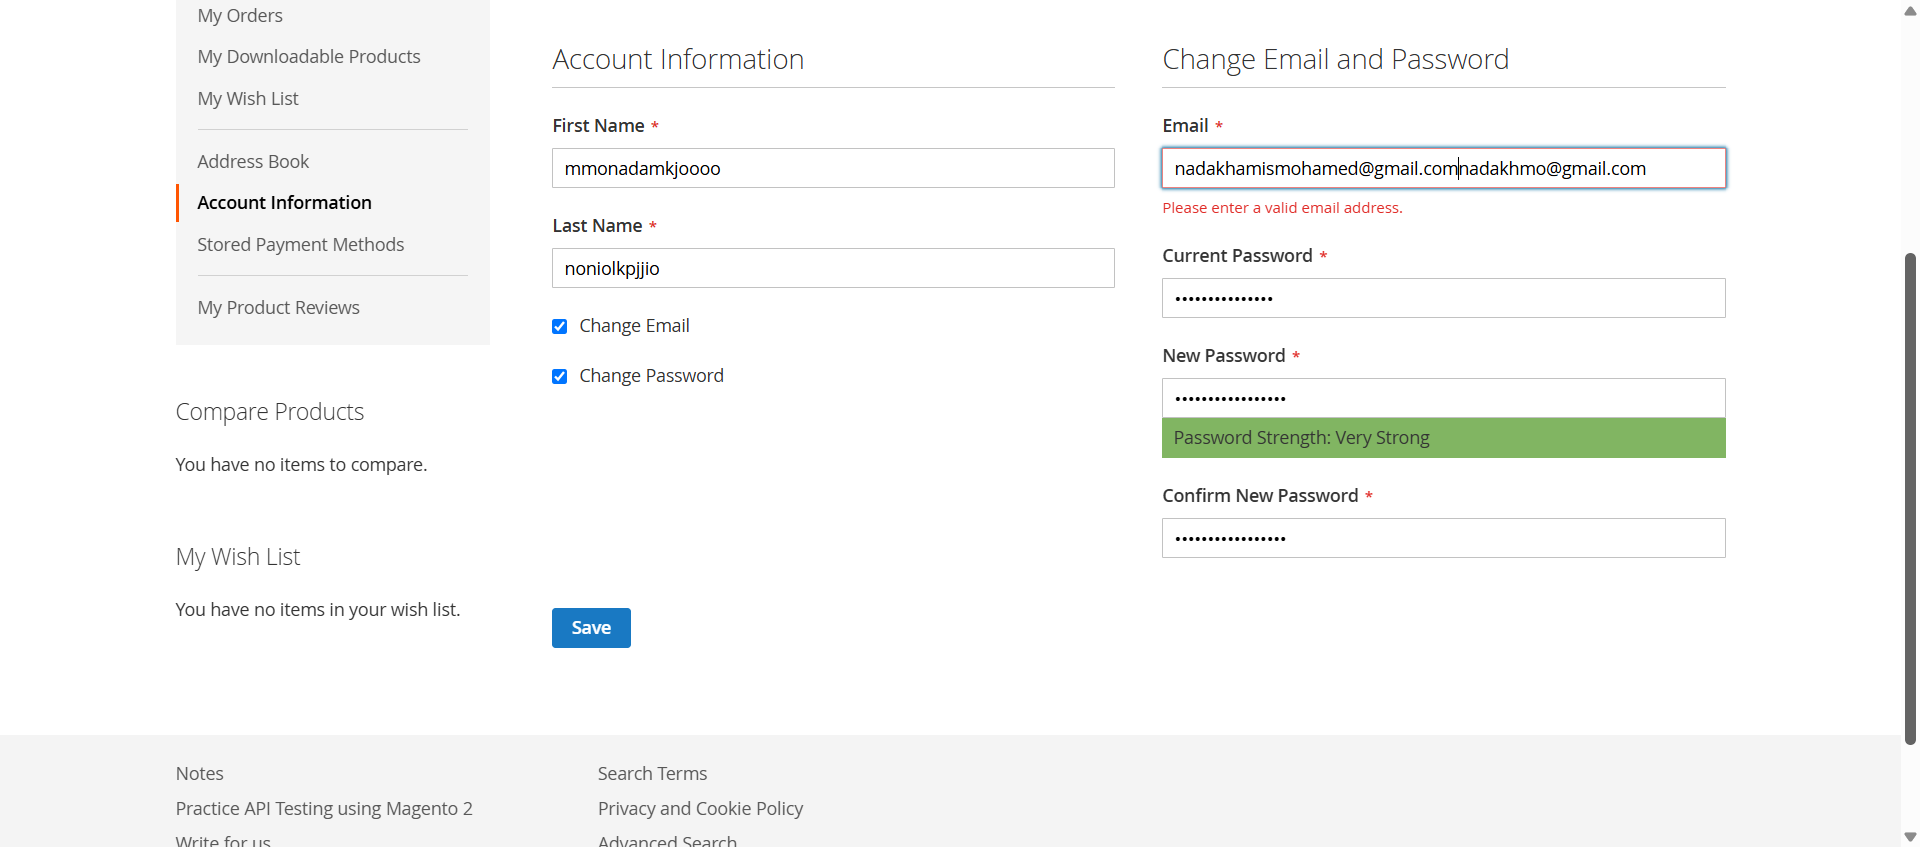 My Orders
My Downloadable Products
My Wish List
Address Book
Account Information
Stored Payment Methods
My Product Reviews
Compare Products
You have no items to compare.
My Wish List
You have no items in your wish list.
Account Information
First Name *
mmonadamkjoooo
Last Name *
noniolkpjjio
Change Email
Change Password
Save
Change Email and Password
Email *
nadakhamismohamed@gmail.comnadakhmo@gmail.com
Please enter a valid email address.
Current Password *
•••••••••••••••
New Password *
•••••••••••••••••
Password Strength: Very Strong
Confirm New Password *
•••••••••••••••••
Notes
Practice API Testing using Magento 2
Write for us
Search Terms
Privacy and Cookie Policy
Advanced Search